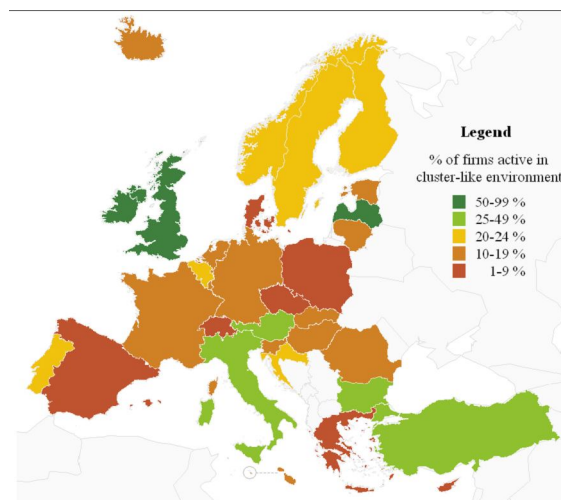 Legend
% of firms active in
cluster-like environment
50-99 %
25-49 %
20-24 %
10-19 %
1-9 %